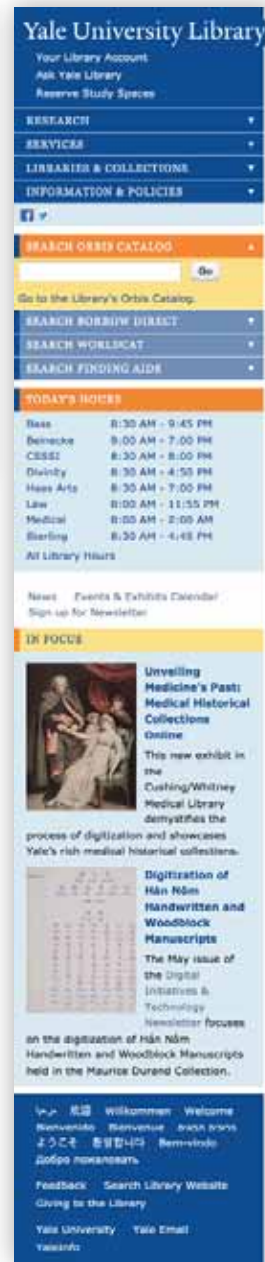 Yale University Library
Your Library Account
Ask Yale Library
Reserve Study Spaces
RESEARCH
SERVICES
LIBRARIES & COLLECTIONS
INFORMATION & POLICIES
SEARCH ORBIS CATALOG
Go
Go to the Library's Orbis Catalog.
SEARCH BORROW DIRECT
SEARCH WORLDCAT
SEARCH FINDING AIDS
TODAY'S HOURS
Bass 8:30 AM - 9:45 PM
Beinecke 9:00 AM - 7:00 PM
CSSSI 8:30 AM - 8:00 PM
Divinity 8:30 AM - 4:50 PM
Haas Arts 8:30 AM - 7:00 PM
Law 8:00 AM - 11:55 PM
Medical 8:00 AM - 2:00 AM
Sterling 8:30 AM - 4:45 PM
All Library Hours
News Events & Exhibits Calendar
Sign up for Newsletter
IN FOCUS
Unveiling
Medicine's Past:
Medical Historical
Collections
Online
This new exhibit in
the
Cushing/Whitney
Medical Library
demystifies the
process of digitization and showcases
Yale's rich medical historical collections.
Digitization of
Hán Nôm
Handwritten and
Woodblock
Manuscripts
The May issue of
the Digital
Initiatives &
Technology
Newsletter focuses
on the digitization of Hán Nôm
Handwritten and Woodblock Manuscripts
held in the Maurice Durand Collection.
Willkommen Welcome
Bienvenido Bienvenue
ようこそ 환영합니다 Bem-vindo
Добро пожаловать
Feedback Search Library Website
Giving to the Library
Yale University Yale Email
YaleInfo